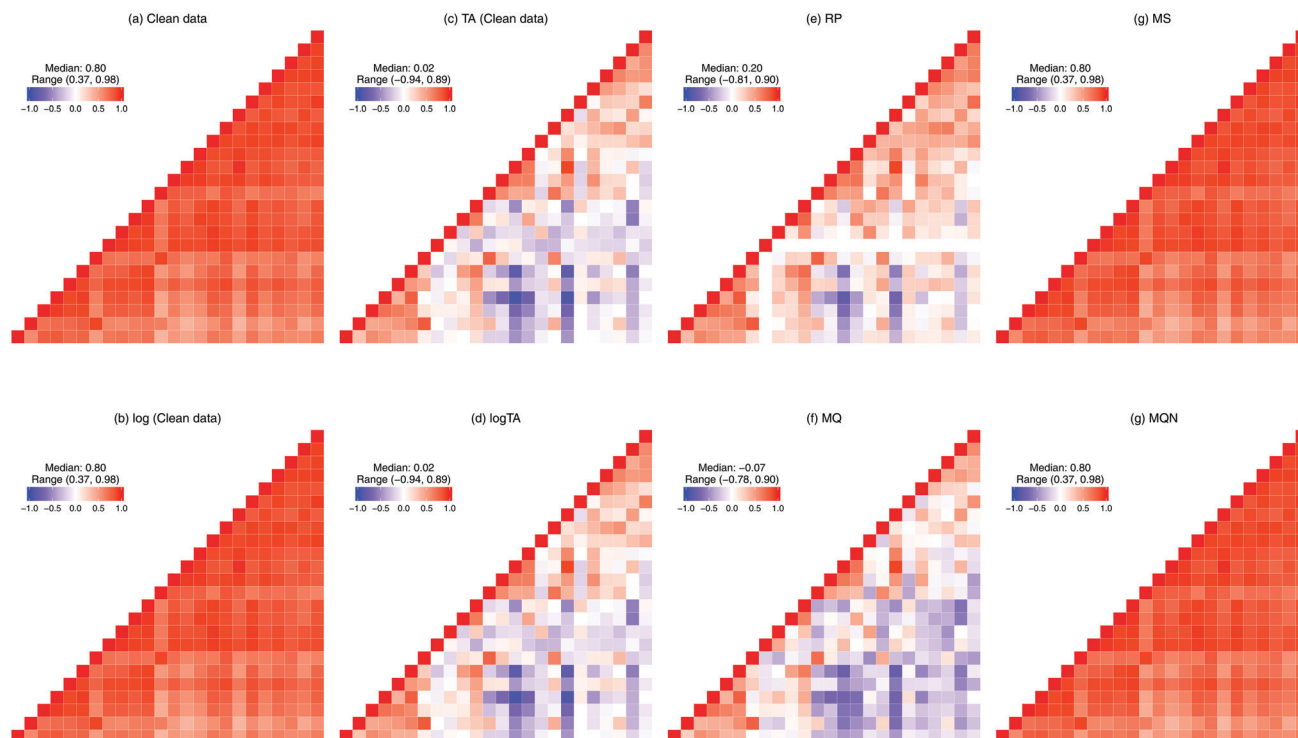 (a) Clean data
Median: 0.80
Range (0.37, 0.98)
−1.0 −0.5 0.0 0.5 1.0
(c) TA (Clean data)
Median: 0.02
Range (−0.94, 0.89)
−1.0 −0.5 0.0 0.5 1.0
(e) RP
Median: 0.20
Range (−0.81, 0.90)
−1.0 −0.5 0.0 0.5 1.0
(g) MS
Median: 0.80
Range (0.37, 0.98)
−1.0 −0.5 0.0 0.5 1.0
(b) log (Clean data)
Median: 0.80
Range (0.37, 0.98)
−1.0 −0.5 0.0 0.5 1.0
(d) logTA
Median: 0.02
Range (−0.94, 0.89)
−1.0 −0.5 0.0 0.5 1.0
(f) MQ
Median: −0.07
Range (−0.78, 0.90)
−1.0 −0.5 0.0 0.5 1.0
(g) MQN
Median: 0.80
Range (0.37, 0.98)
−1.0 −0.5 0.0 0.5 1.0